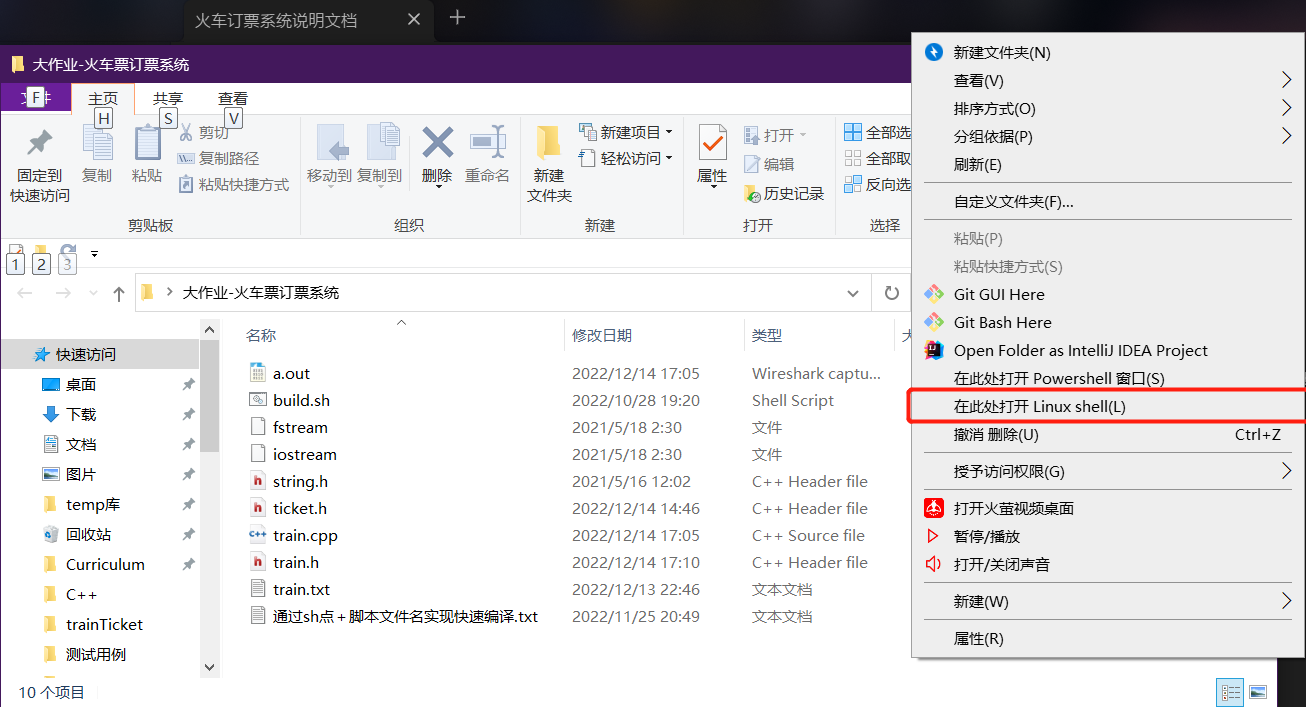 火车订票系统说明文档
大作业-火车票订票系统
F
主页 共享 查看
H S V
固定到
快速访问
复制
粘贴
剪切
复制路径
粘贴快捷方式
剪贴板
移动到
复制到
删除
重命名
组织
新建
文件夹
新建项目
轻松访问
新建
属性
打开
编辑
历史记录
打开
全部选
全部取
反向选
选择
1 2 3
大作业-火车票订票系统
快速访问
桌面
下载
文档
图片
temp库
回收站
Curriculum
C++
trainTicket
测试用例
名称 修改日期 类型
a.out 2022/12/14 17:05 Wireshark captu...
build.sh 2022/10/28 19:20 Shell Script
fstream 2021/5/18 2:30 文件
iostream 2021/5/18 2:30 文件
string.h 2021/5/16 12:02 C++ Header file
ticket.h 2022/12/14 14:46 C++ Header file
train.cpp 2022/12/14 17:05 C++ Source file
train.h 2022/12/14 17:10 C++ Header file
train.txt 2022/12/13 22:46 文本文档
通过sh点＋脚本文件名实现快速编译.txt 2022/11/25 20:49 文本文档
10 个项目
新建文件夹(N)
查看(V)
排序方式(O)
分组依据(P)
刷新(E)
自定义文件夹(F)...
粘贴(P)
粘贴快捷方式(S)
Git GUI Here
Git Bash Here
Open Folder as IntelliJ IDEA Project
在此处打开 Powershell 窗口(S)
在此处打开 Linux shell(L)
撤消 删除(U) Ctrl+Z
授予访问权限(G)
打开火萤视频桌面
暂停/播放
打开/关闭声音
新建(W)
属性(R)